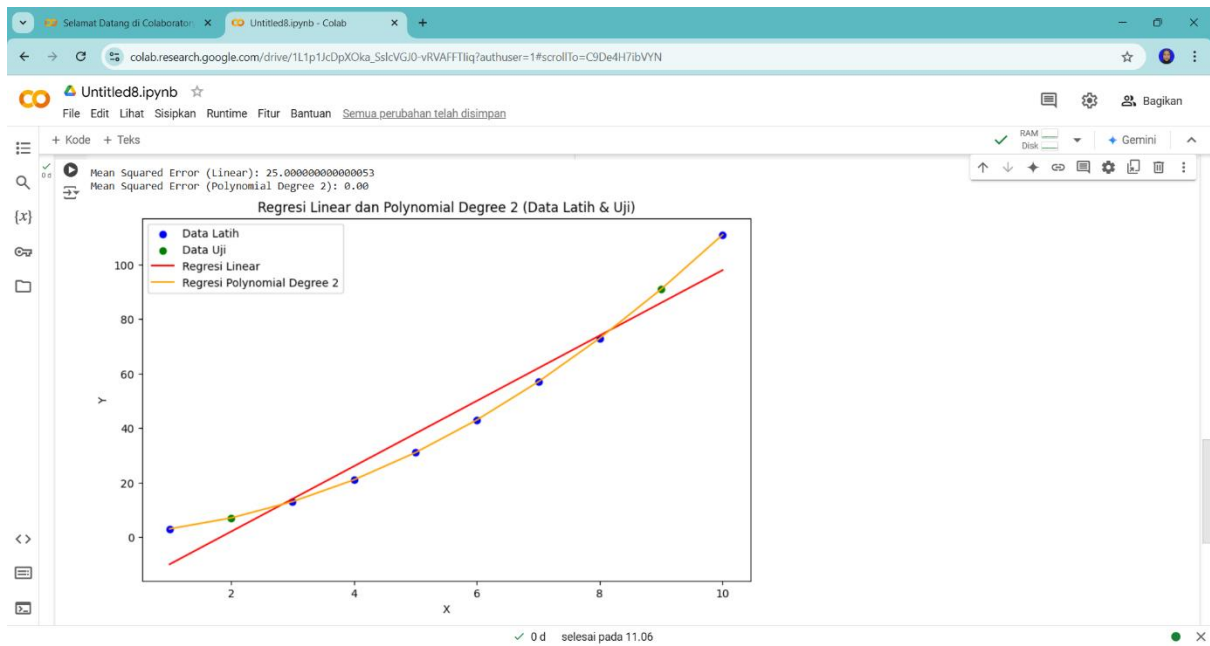 Selamat Datang di Colaborator
Untitled8.ipynb - Colab
colab.research.google.com/drive/1L1p1JcDpXOka_SslcVGJ0-vRVAFFTliq?authuser=1#scrollTo=C9De4H7ibVYN
CO
Untitled8.ipynb
File Edit Lihat Sisipkan Runtime Fitur Bantuan Semua perubahan telah disimpan
Bagikan
+ Kode + Teks
RAM
Disk
Gemini
0 d
Mean Squared Error (Linear): 25.000000000000053
Mean Squared Error (Polynomial Degree 2): 0.00
{x}
Regresi Linear dan Polynomial Degree 2 (Data Latih & Uji)
Data Latih
Data Uji
Regresi Linear
Regresi Polynomial Degree 2
100
80
60
40
20
0
Y
2 4 6 8 10
X
0 d selesai pada 11.06